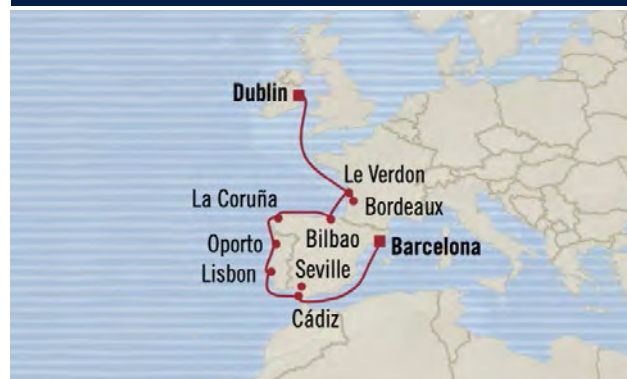 Dublin
Le Verdon
La Coruña
Bordeaux
Oporto
Bilbao
Barcelona
Lisbon
Seville
Cádiz